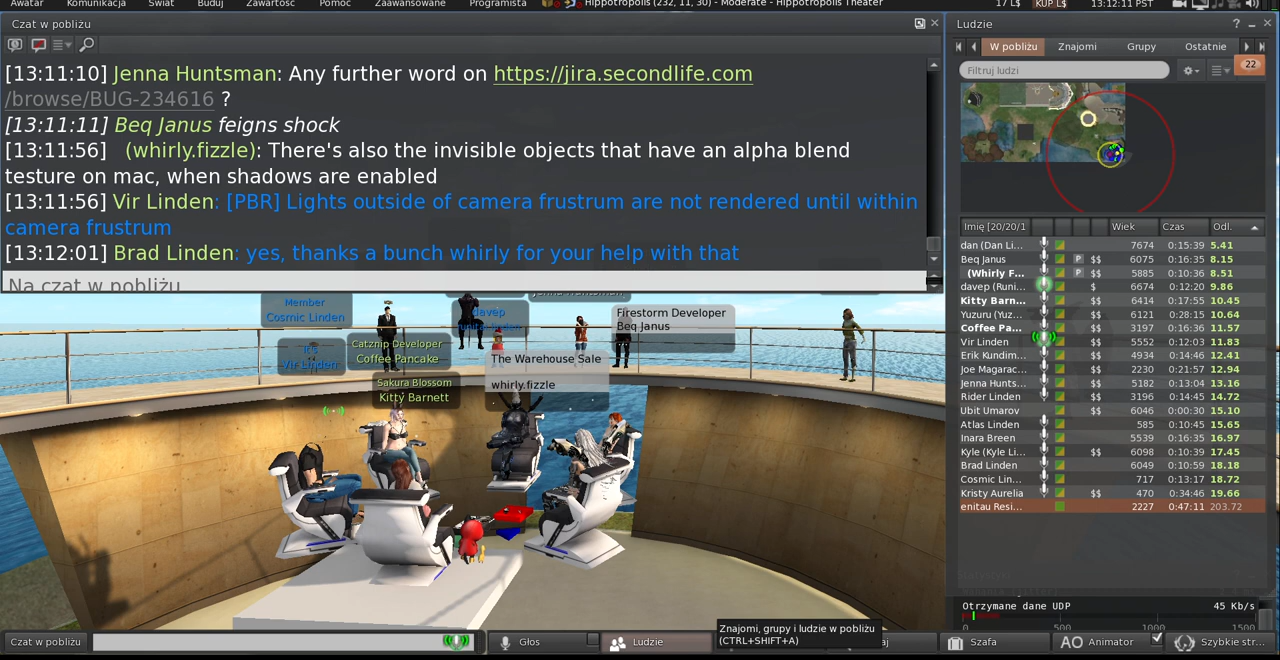 Awatar Komunikacja Świat Buduj Zawartość Pomoc Zaawansowane Programista Hippotropolis (232, 11, 30) - Moderate - Hippotropolis Theater 17 L$ KUP L$ 13:12:11 PST
Czat w pobliżu
[13:11:10] Jenna Huntsman: Any further word on https://jira.secondlife.com
/browse/BUG-234616 ?
[13:11:11] Beq Janus feigns shock
[13:11:56] (whirly.fizzle): There's also the invisible objects that have an alpha blend
testure on mac, when shadows are enabled
[13:11:56] Vir Linden: [PBR] Lights outside of camera frustrum are not rendered until within
camera frustrum
[13:12:01] Brad Linden: yes, thanks a bunch whirly for your help with that
Na czat w pobliżu
Member
Cosmic Linden
davep
Firestorm Developer
Beq Janus
It's
Vir Linden
Catznip Developer
Coffee Pancake
The Warehouse Sale
whirly.fizzle
Sakura Blossom
Kitty Barnett
Ludzie
W pobliżu Znajomi Grupy Ostatnie
Filtruj ludzi
22
Imię [20/20/1 Wiek Czas Odl.
dan (Dan Li... 7674 0:15:39 5.41
Beq Janus P $$ 6075 0:16:35 8.15
(Whirly F... P $$ 5885 0:10:36 8.51
davep (Runi... $ 6674 0:12:20 9.86
Kitty Barn... $$ 6414 0:17:55 10.45
Yuzuru (Yuz... $$ 6121 0:28:15 10.64
Coffee Pa... $$ 3197 0:16:36 11.57
Vir Linden $$ 5552 0:12:03 11.83
Erik Kundim... $$ 4934 0:14:46 12.41
Joe Magarac... $$ 2230 0:21:57 12.94
Jenna Hunts... $$ 5182 0:13:04 13.16
Rider Linden $$ 3196 0:14:45 14.72
Ubit Umarov $$ 6046 0:00:30 15.10
Atlas Linden 585 0:10:45 15.65
Inara Breen 5539 0:16:35 16.97
Kyle (Kyle Li... $$ 6098 0:10:39 17.45
Brad Linden 6049 0:10:59 18.18
Cosmic Lin... 717 0:13:17 18.72
Kristy Aurelia $$ 470 0:34:46 19.66
enitau Resi... 2227 0:47:11 203.72
Otrzymane dane UDP 45 Kb/s
0 500 1000 1500
Znajomi, grupy i ludzie w pobliżu
(CTRL+SHIFT+A)
Czat w pobliżu Głos Ludzie Szafa AO Animator Szybkie str...